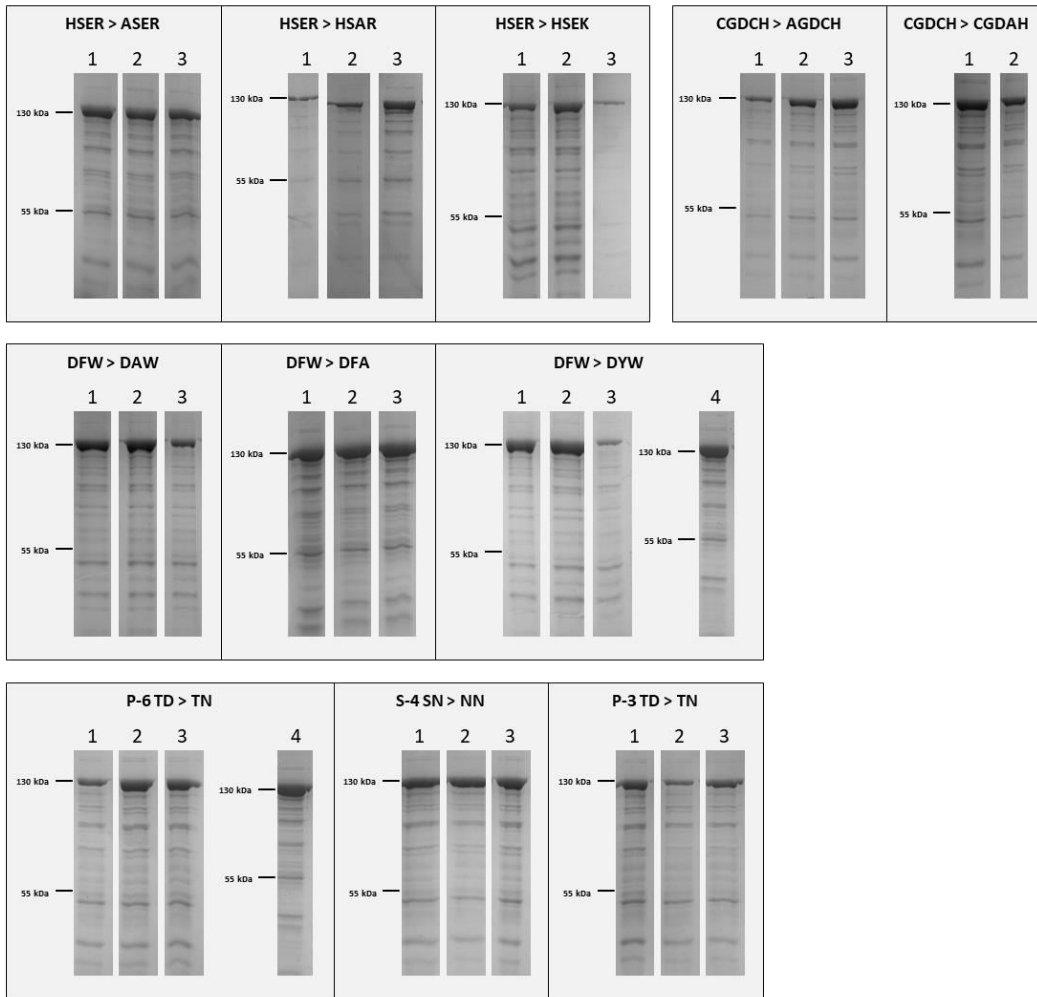 HSER > ASER
HSER > HSAR
HSER > HSEK
CGDCH > AGDCH
CGDCH > CGDAH
1 2 3
1 2 3
1 2 3
1 2 3
1 2
130 kDa
55 kDa
130 kDa
55 kDa
130 kDa
55 kDa
130 kDa
55 kDa
130 kDa
55 kDa
DFW > DAW
DFW > DFA
DFW > DYW
1 2 3
1 2 3
1 2 3 4
130 kDa
55 kDa
130 kDa
55 kDa
130 kDa
55 kDa
130 kDa
55 kDa
P-6 TD > TN
S-4 SN > NN
P-3 TD > TN
1 2 3 4
1 2 3
1 2 3
130 kDa
55 kDa
130 kDa
55 kDa
130 kDa
55 kDa
130 kDa
55 kDa